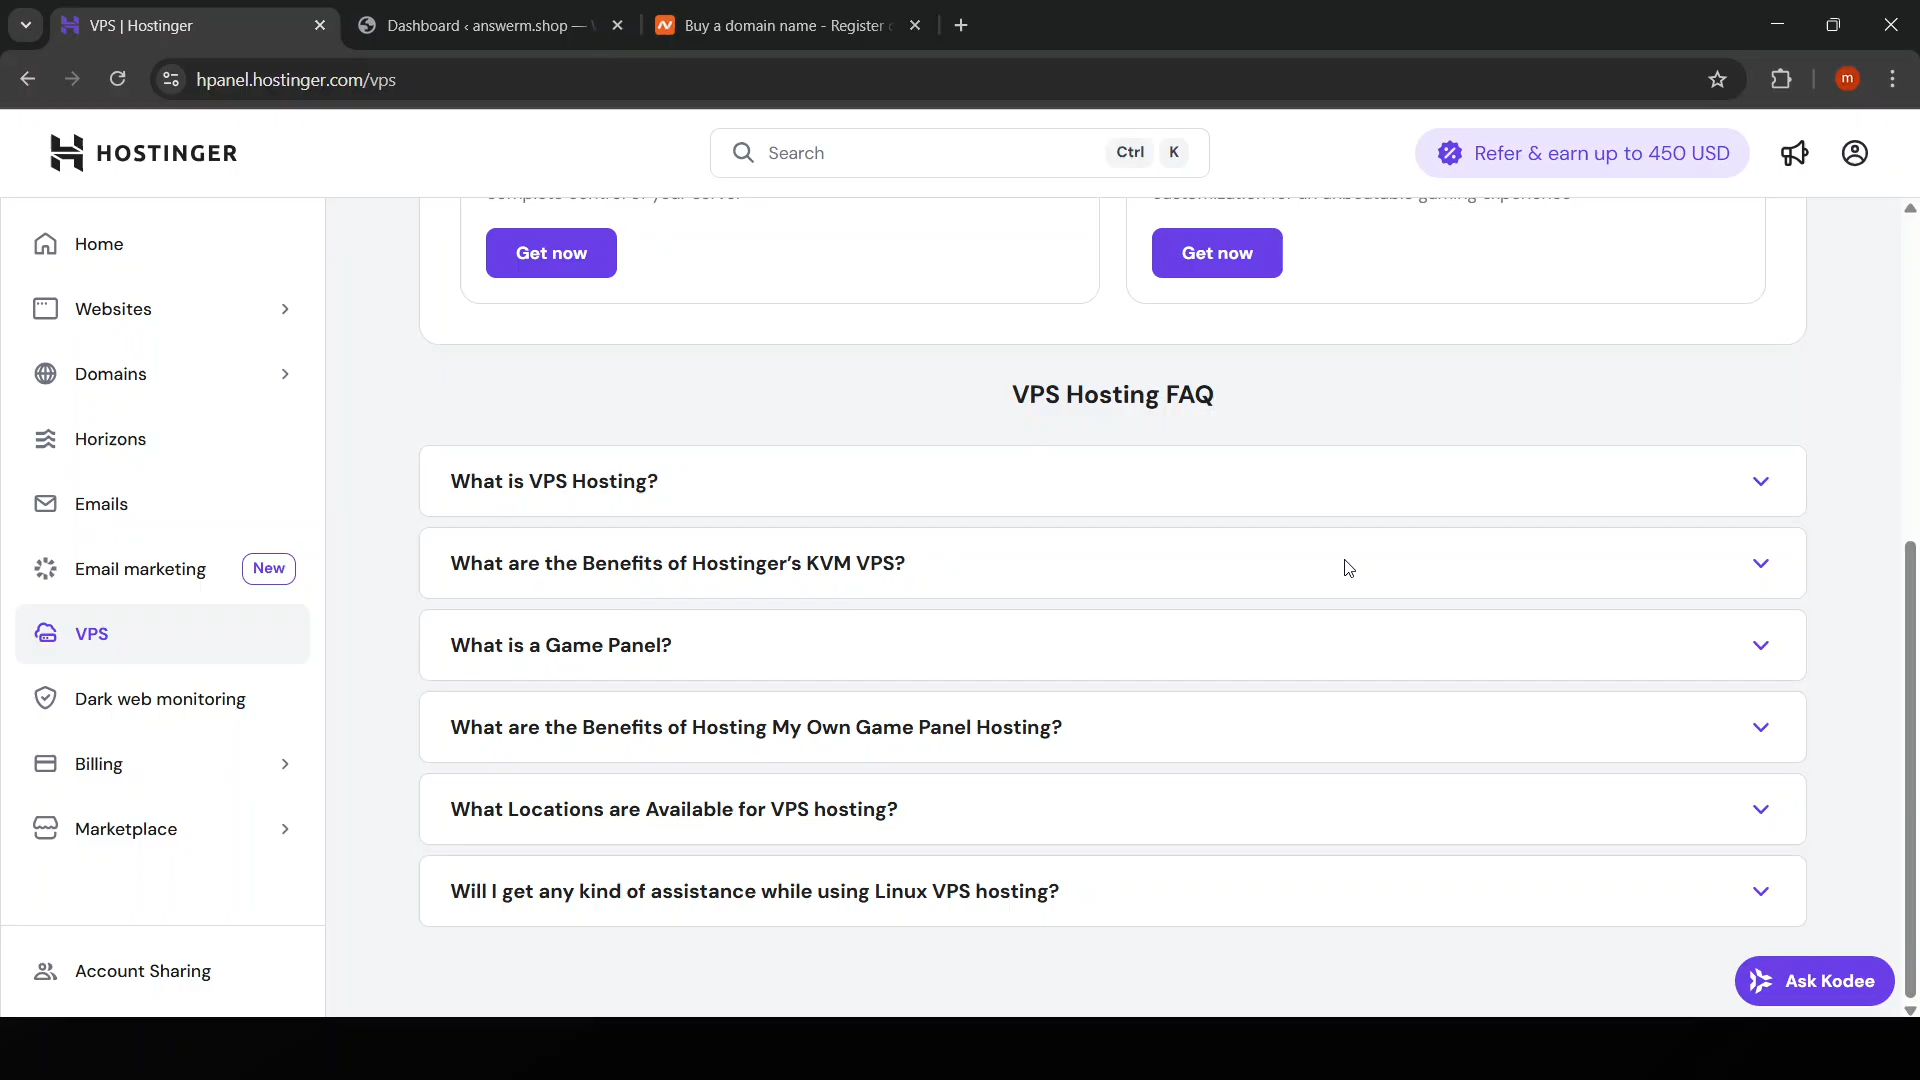 VPS | Hostinger
Dashboard ‹ answerm.shop —
Buy a domain name - Register
hpanel.hostinger.com/vps
m
HOSTINGER
Search
Ctrl K
Refer & earn up to 450 USD
Home
Websites
Domains
Horizons
Emails
Email marketing New
VPS
Dark web monitoring
Billing
Marketplace
Account Sharing
Get now
Get now
VPS Hosting FAQ
What is VPS Hosting?
What are the Benefits of Hostinger’s KVM VPS?
What is a Game Panel?
What are the Benefits of Hosting My Own Game Panel Hosting?
What Locations are Available for VPS hosting?
Will I get any kind of assistance while using Linux VPS hosting?
Ask Kodee